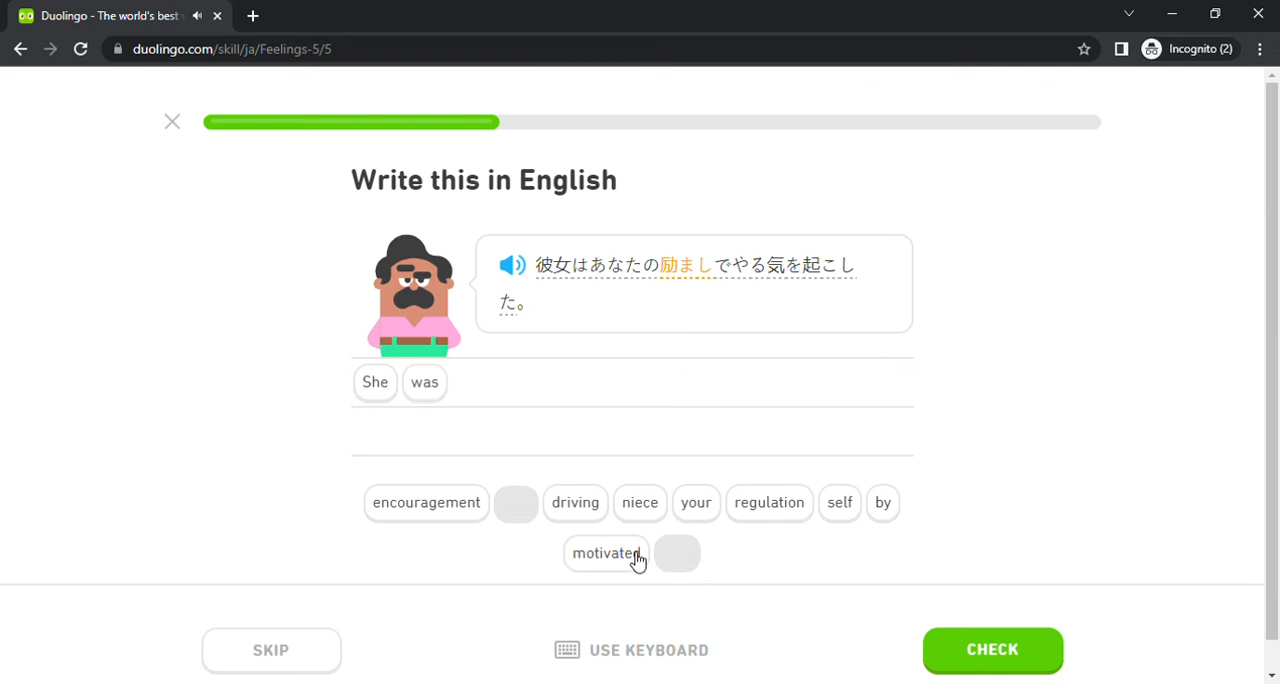 Duolingo - The world's best
duolingo.com/skill/ja/Feelings-5/5
Incognito (2)
Write this in English
彼女はあなたの励ましでやる気を起こし
た。
She was
encouragement driving niece your regulation self by
motivated
SKIP USE KEYBOARD CHECK